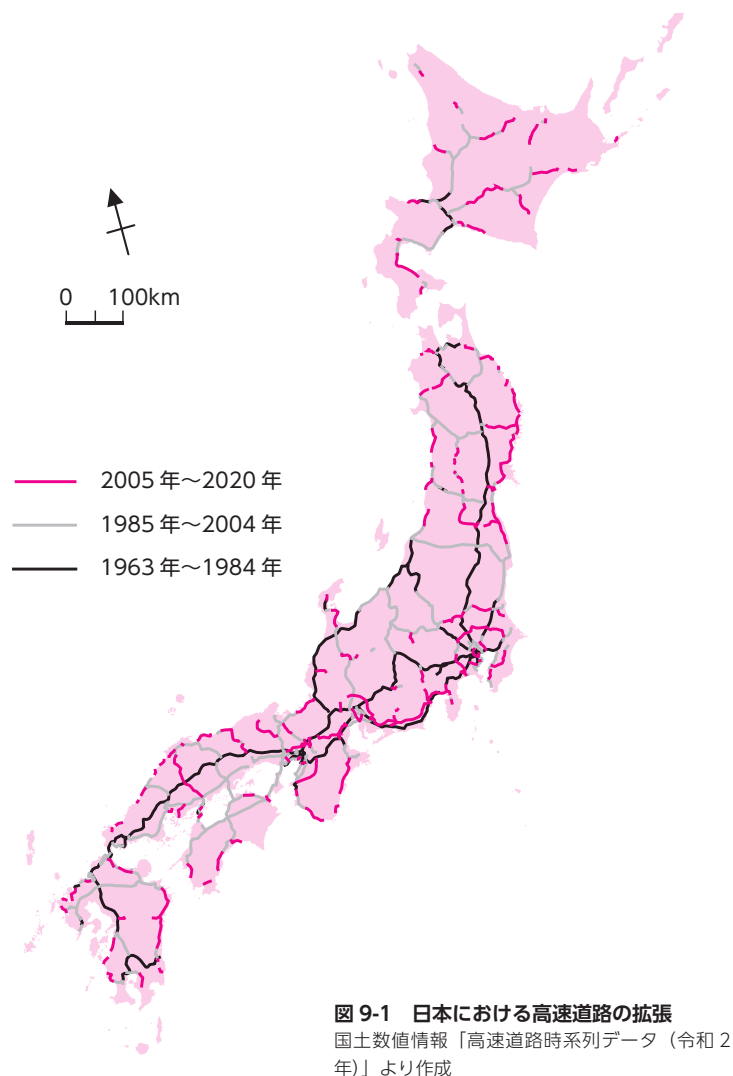 0 100km
2005 年〜2020 年
1985 年〜2004 年
1963 年〜1984 年
図 9-1 日本における高速道路の拡張
国土数値情報「高速道路時系列データ（令和 2
年）」より作成